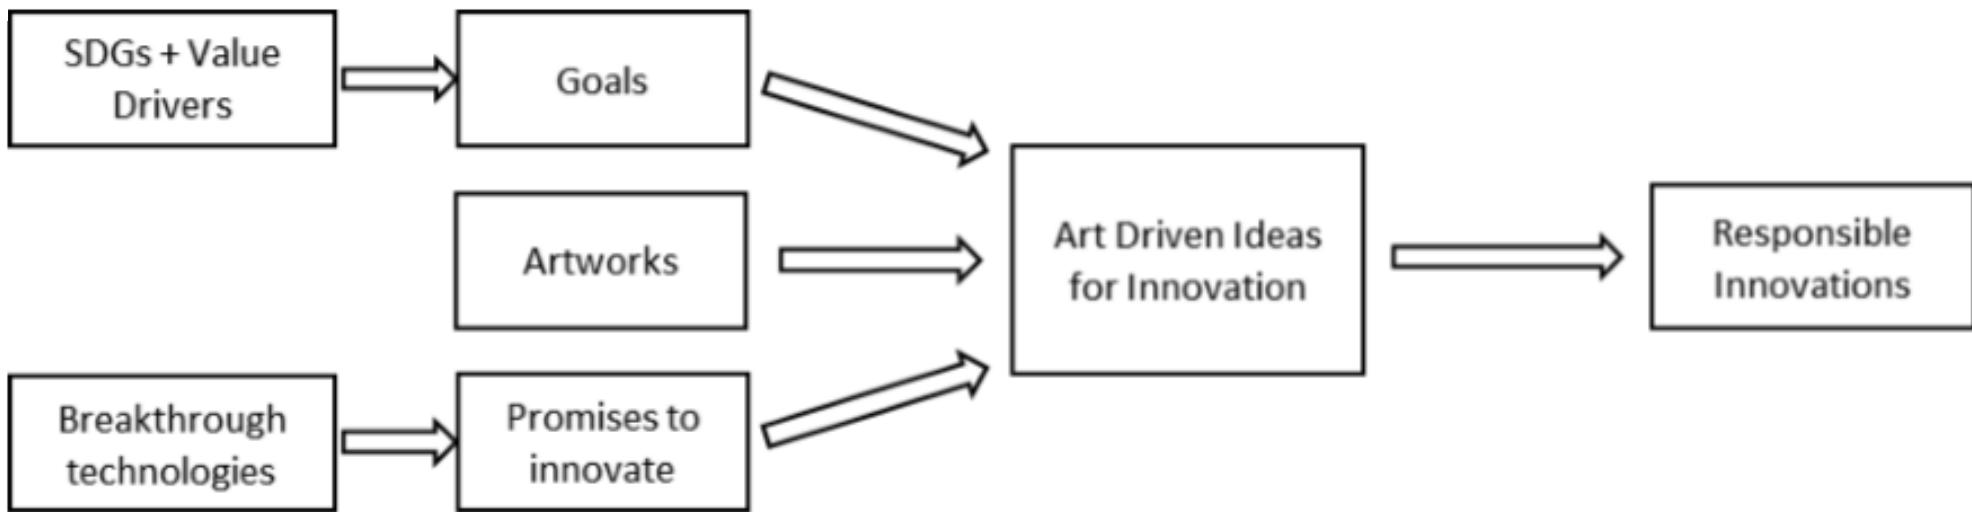 SDGs + Value
Drivers
Goals
Artworks
Breakthrough
technologies
Promises to
innovate
Art Driven Ideas
for Innovation
Responsible
Innovations